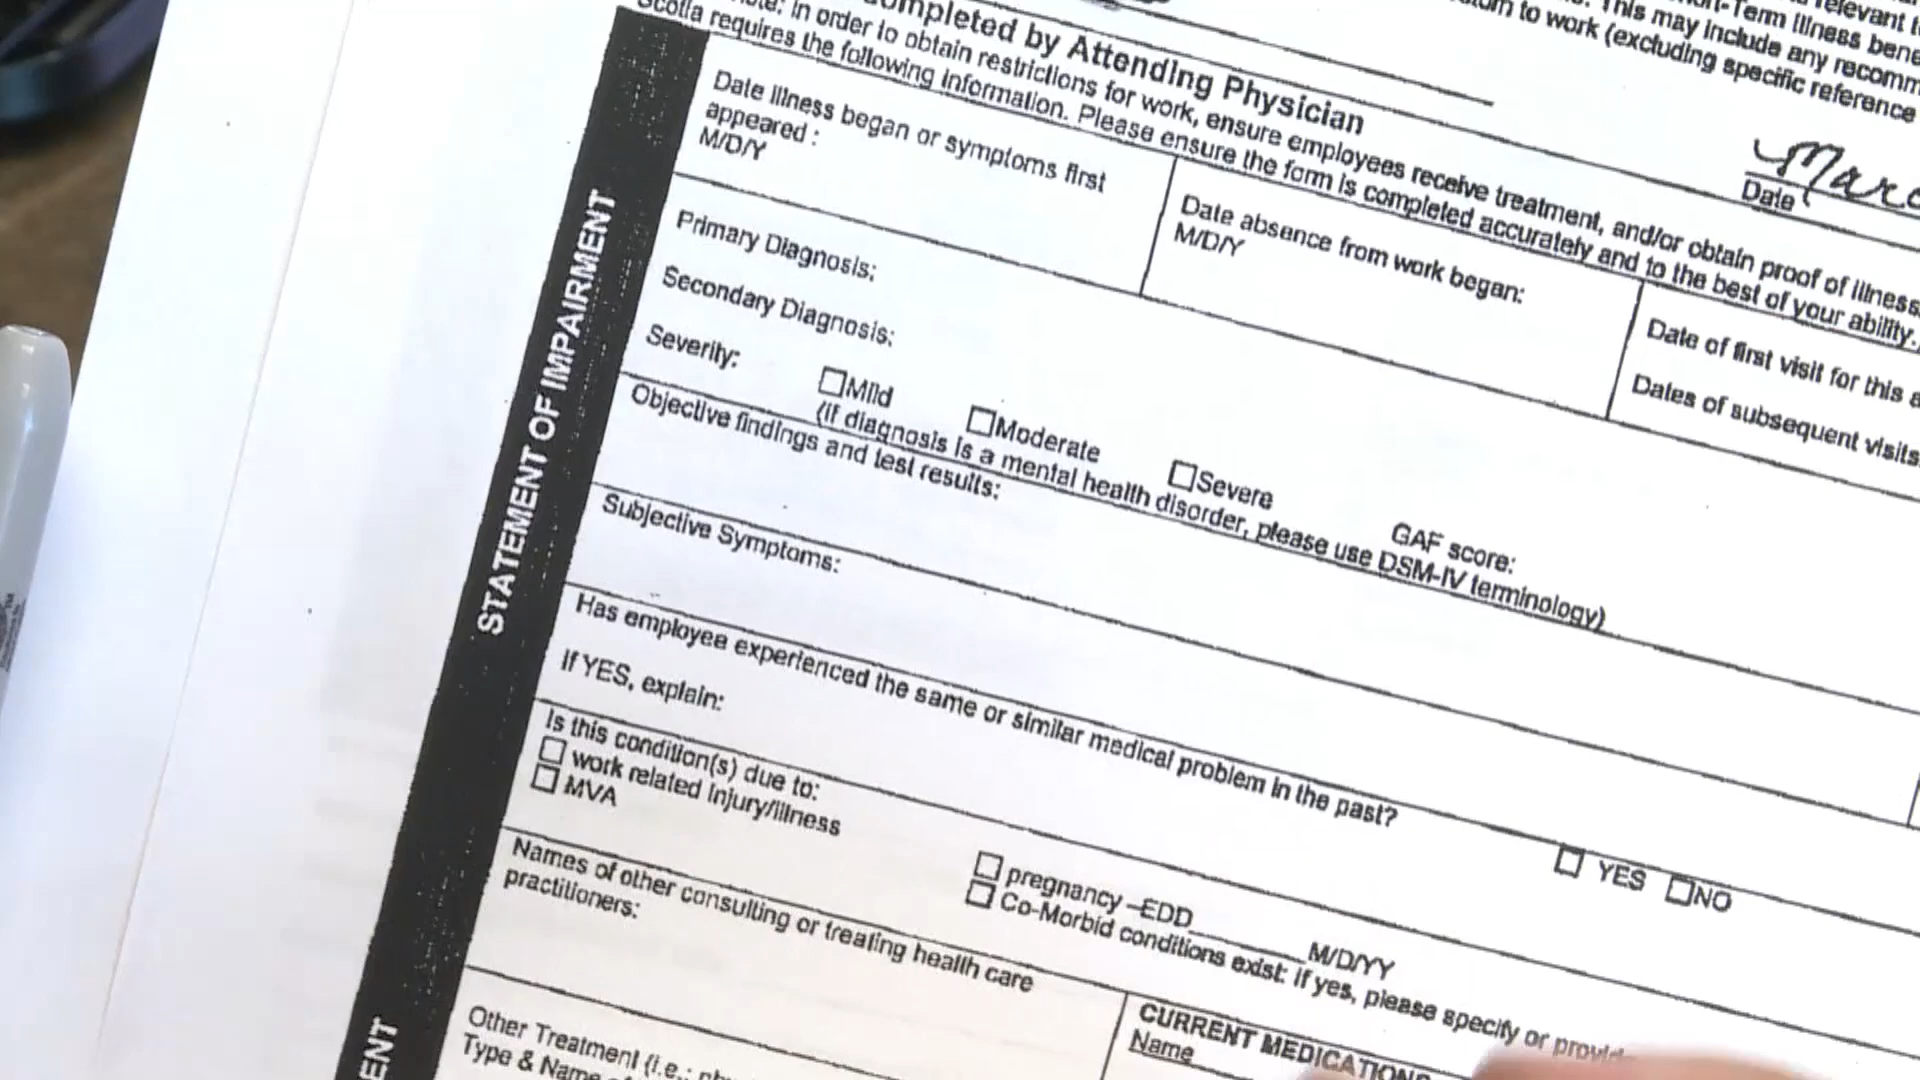 relevant
-Term Illness bene
This may include any recomm
to work (excluding specific reference
completed by Attending Physician
in order to obtain restrictions for work, ensure employees receive treatment, and/or obtain proof of illness
Scotia requires the following information. Please ensure the form is completed accurately and to the best of your ability.
Date
Date illness began or symptoms first
appeared :
M/D/Y
Date absence from work began:
M/D/Y
Date of first visit for this
Dates of subsequent visits
Primary Diagnosis:
Secondary Diagnosis:
Severity:
Mild
Moderate
Severe
GAF score:
(if diagnosis is a mental health disorder, please use DSM-IV terminology)
Objective findings and test results:
Subjective Symptoms:
STATEMENT OF IMPAIRMENT
Has employee experienced the same or similar medical problem in the past?
YES NO
If YES, explain:
Is this condition(s) due to:
work related injury/illness
MVA
pregnancy –EDD M/D/YY
Co-Morbid conditions exist: if yes, please specify or provide
Names of other consulting or treating health care
practitioners:
CURRENT MEDICATIONS
Name
Other Treatment (i.e.:
Type & Name
ENT